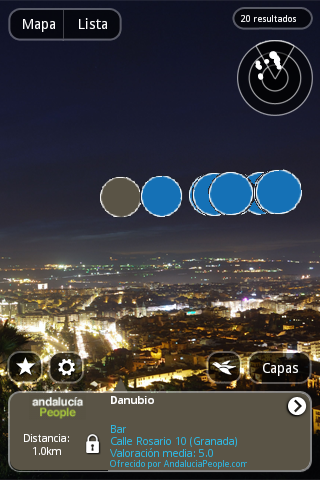 Mapa Lista
20 resultados
Capas
andalucía
People
Danubio
Distancia:
1.0km
Bar
Calle Rosario 10 (Granada)
Valoración media: 5.0
Ofrecido por AndaluciaPeople.com